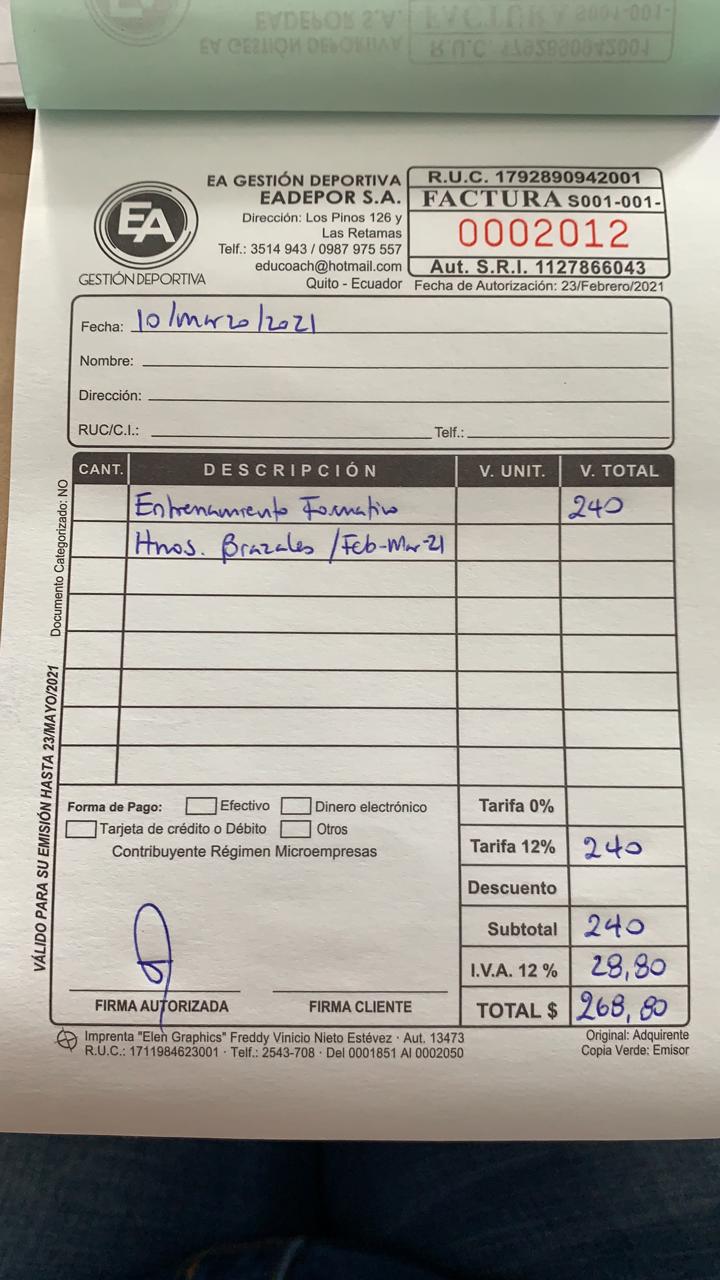 EA GESTIÓN DEPORTIVA
EADEPOR S.A.
Dirección: Los Pinos 126 y
Las Retamas
Telf.: 3514 943 / 0987 975 557
educoach@hotmail.com
Quito - Ecuador
EA
GESTIÓN DEPORTIVA
R.U.C. 1792890942001
FACTURA S001-001-
0002012
Aut. S.R.I. 1127866043
Fecha de Autorización: 23/Febrero/2021
Fecha: 10/marzo/2021
Nombre:
Dirección:
RUC/C.I.: Telf.:
CANT. DESCRIPCIÓN V. UNIT. V. TOTAL
Entrenamiento Formativo 240
Hnos. Brazales /Feb-Mar-21
Documento Categorizado: NO
VÁLIDO PARA SU EMISIÓN HASTA 23/MAYO/2021
Forma de Pago: Efectivo Dinero electrónico
Tarjeta de crédito o Débito Otros
Contribuyente Régimen Microempresas
Tarifa 0%
Tarifa 12% 240
Descuento
Subtotal 240
I.V.A. 12 % 28,80
TOTAL $ 268,80
FIRMA AUTORIZADA FIRMA CLIENTE
Imprenta "Elen Graphics" Freddy Vinicio Nieto Estévez · Aut. 13473
R.U.C.: 1711984623001 · Telf.: 2543-708 · Del 0001851 Al 0002050
Original: Adquirente
Copia Verde: Emisor